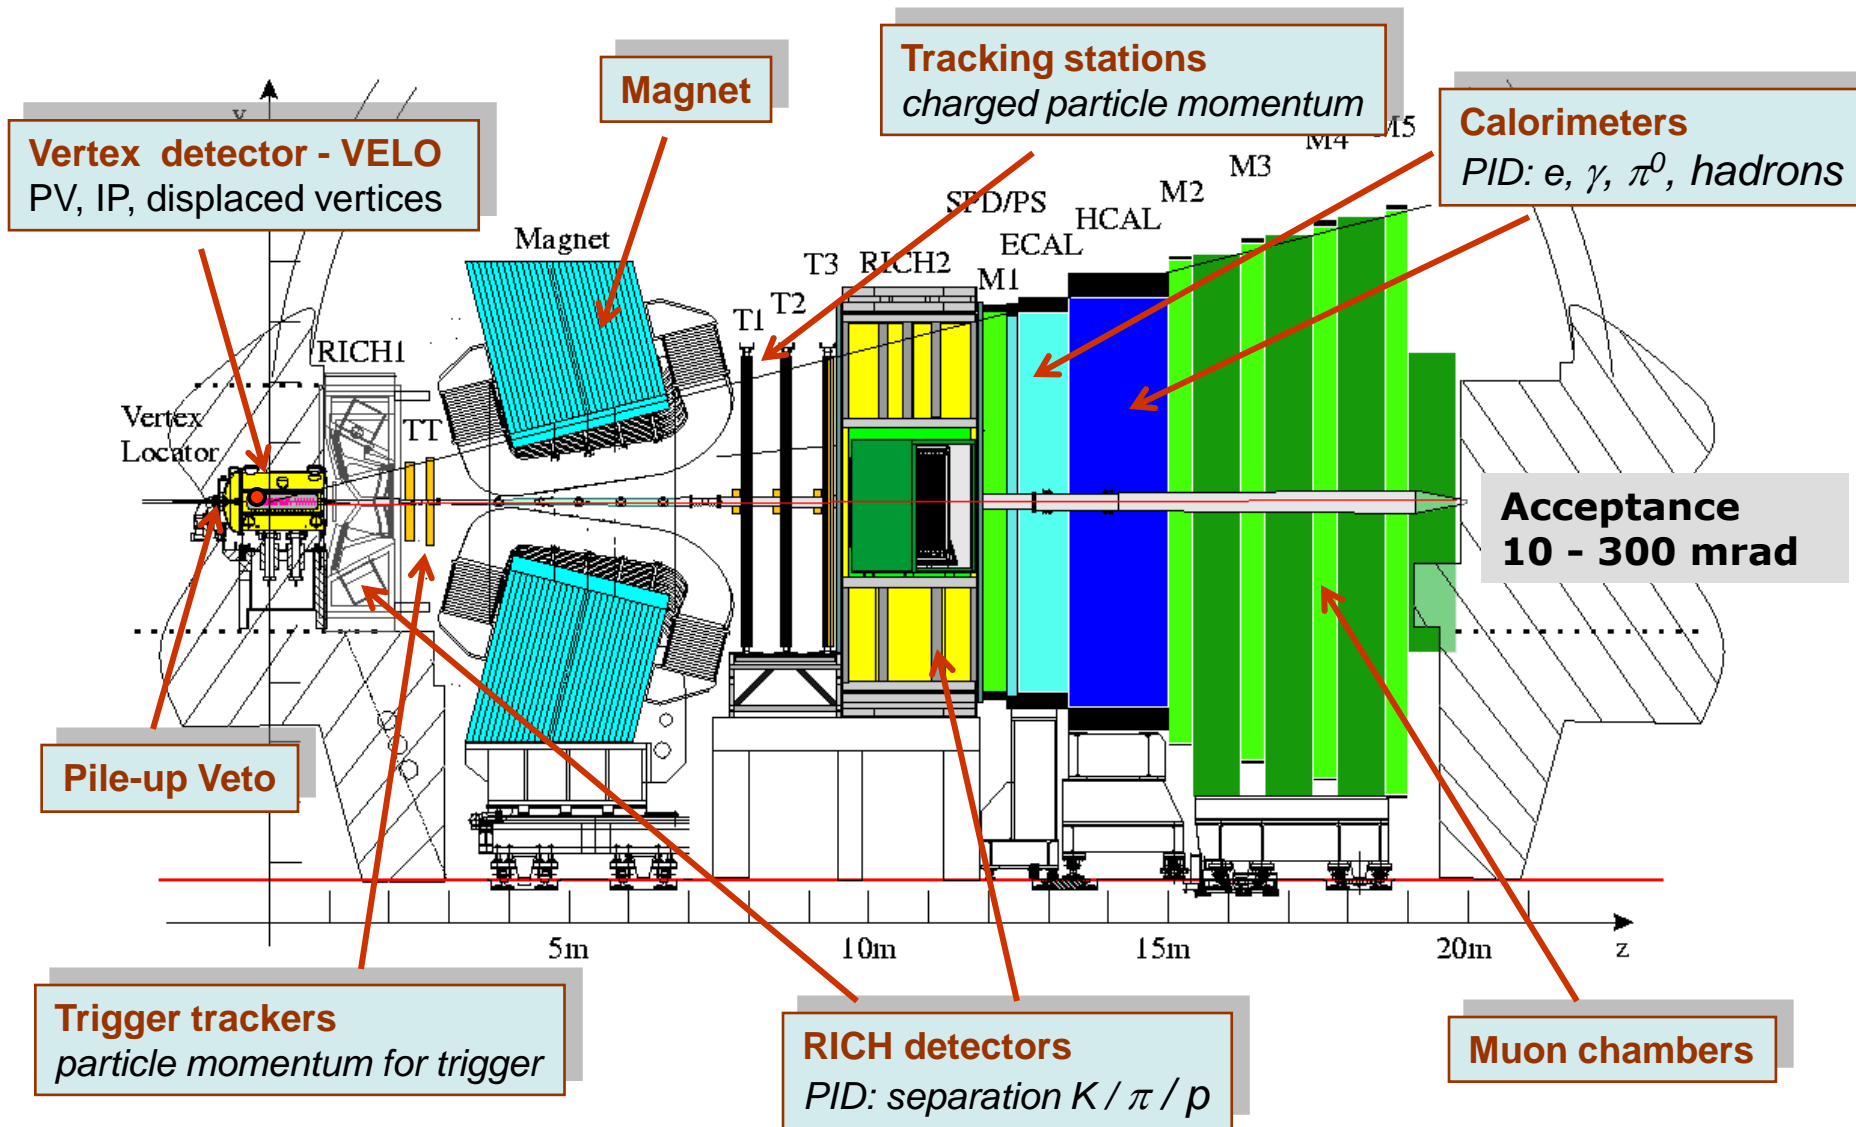 Tracking stations
charged particle momentum
Magnet
Calorimeters
PID: e, γ, π⁰, hadrons
Vertex detector - VELO
PV, IP, displaced vertices
y
M5
M4
M3
M2
SPD/PS
HCAL
ECAL
Magnet
T3
RICH2
M1
T2
T1
RICH1
Vertex
Locator
TT
Acceptance
10 - 300 mrad
Pile-up Veto
5m
10m
15m
20m
z
Trigger trackers
particle momentum for trigger
RICH detectors
PID: separation K / π / p
Muon chambers